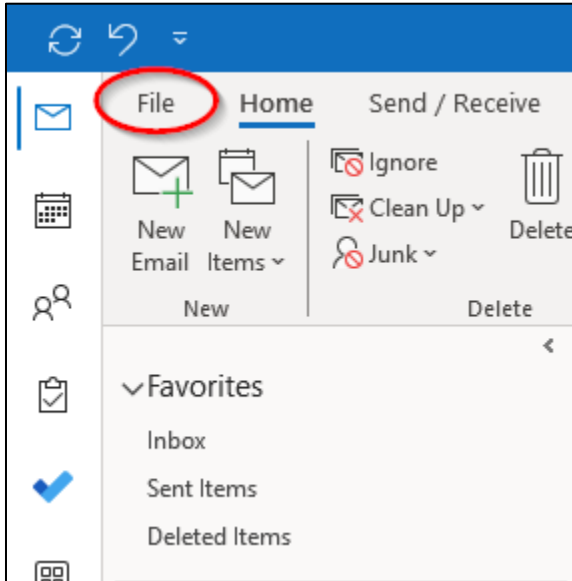 File Home Send / Receive
New Email
New Items
Ignore
Clean Up
Junk
Delete
New
Delete
Favorites
Inbox
Sent Items
Deleted Items